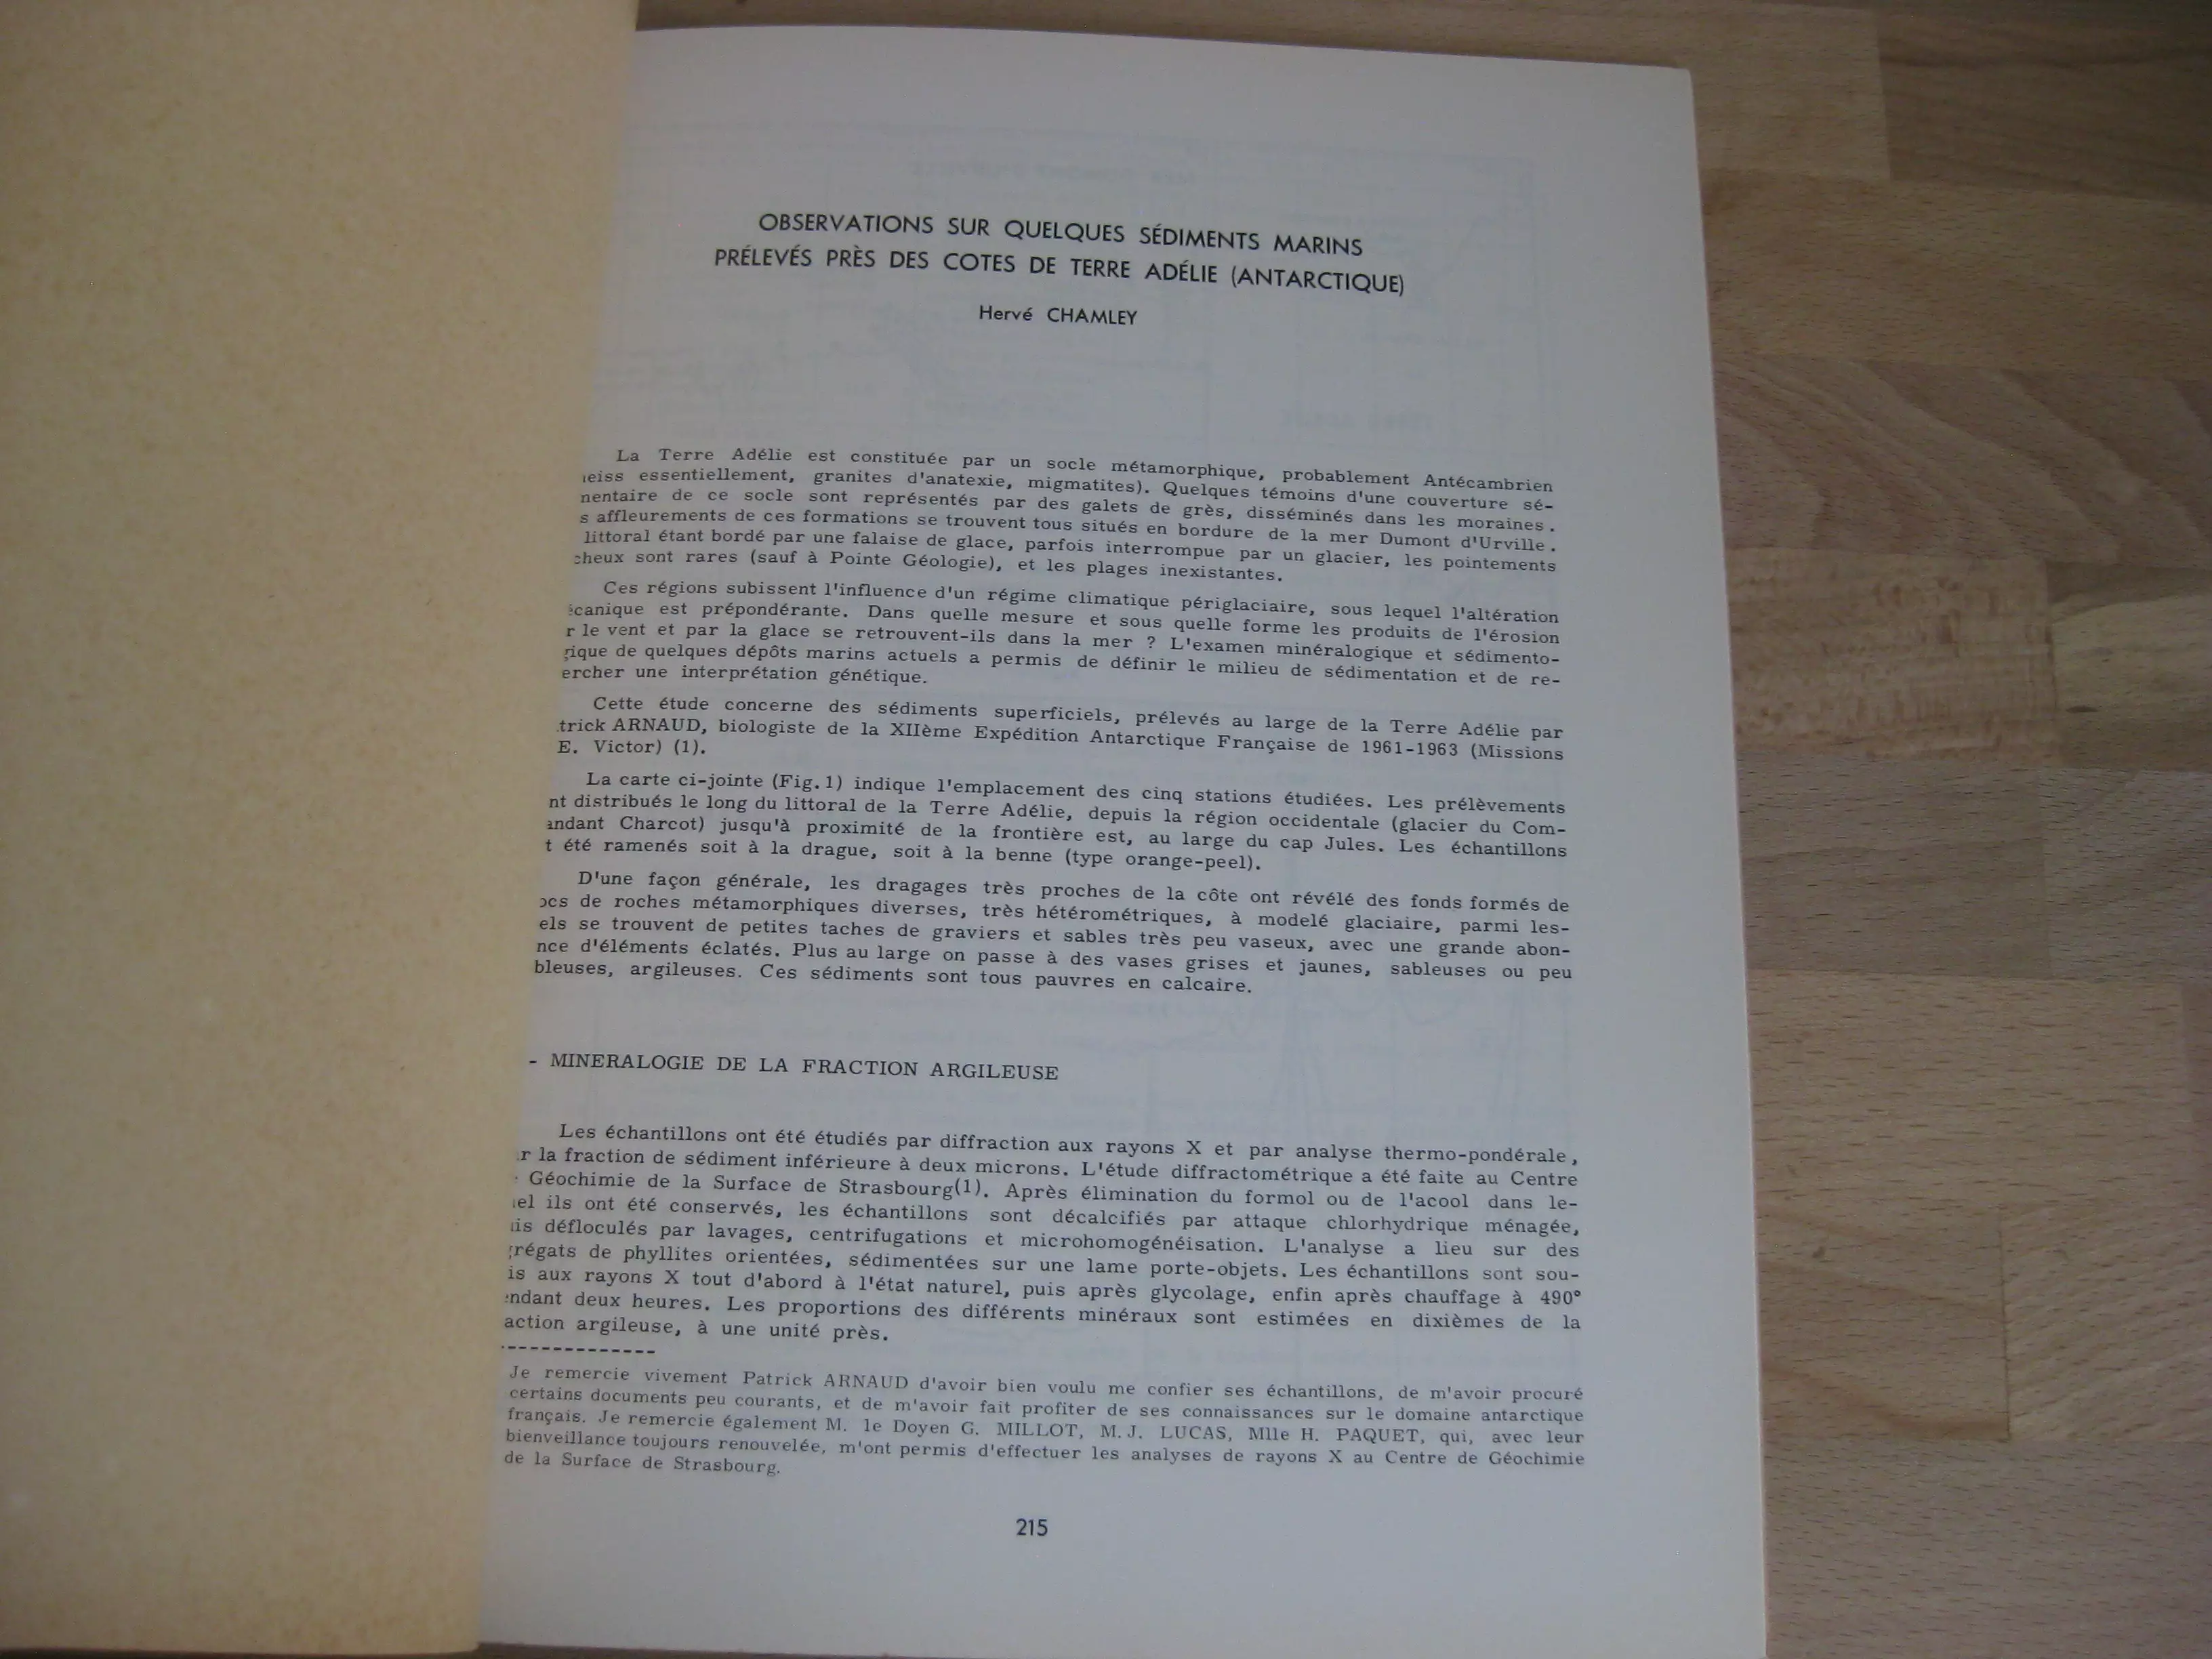 OBSERVATIONS SUR QUELQUES SÉDIMENTS MARINS
PRÉLEVÉS PRÈS DES COTES DE TERRE ADÉLIE (ANTARCTIQUE)
Hervé CHAMLEY
La Terre Adélie est constituée par un socle métamorphique, probablement Antécambrien
essentiellement, granites d'anatexie, migmatites). Quelques témoins d'une couverture sé-
nentaire de ce socle sont représentés par des galets de grès, disséminés dans les moraines.
s affleurements de ces formations se trouvent tous situés en bordure de la mer Dumont d'Urville.
littoral étant bordé par une falaise de glace, parfois interrompue par un glacier, les pointements
cheux sont rares (sauf à Pointe Géologie), et les plages inexistantes.
Ces régions subissent l'influence d'un régime climatique périglaciaire, sous lequel l'altération
canique est prépondérante. Dans quelle mesure et sous quelle forme les produits de l'érosion
r le vent et par la glace se retrouvent-ils dans la mer ? L'examen minéralogique et sédimento-
gique de quelques dépôts marins actuels a permis de définir le milieu de sédimentation et de re-
ercher une interprétation génétique.
Cette étude concerne des sédiments superficiels, prélevés au large de la Terre Adélie par
trick ARNAUD, biologiste de la XIIème Expédition Antarctique Française de 1961-1963 (Missions
E. Victor) (1).
La carte ci-jointe (Fig. 1) indique l'emplacement des cinq stations étudiées. Les prélèvements
nt distribués le long du littoral de la Terre Adélie, depuis la région occidentale (glacier du Com-
andant Charcot) jusqu'à proximité de la frontière est, au large du cap Jules. Les échantillons
t été ramenés soit à la drague, soit à la benne (type orange-peel).
D'une façon générale, les dragages très proches de la côte ont révélé des fonds formés de
ocs de roches métamorphiques diverses, très hétérométriques, à modelé glaciaire, parmi les-
els se trouvent de petites taches de graviers et sables très peu vaseux, avec une grande abon-
nce d'éléments éclatés. Plus au large on passe à des vases grises et jaunes, sableuses ou peu
bleuses, argileuses. Ces sédiments sont tous pauvres en calcaire.
- MINERALOGIE DE LA FRACTION ARGILEUSE
Les échantillons ont été étudiés par diffraction aux rayons X et par analyse thermo-pondérale,
r la fraction de sédiment inférieure à deux microns. L'étude diffractométrique a été faite au Centre
Géochimie de la Surface de Strasbourg(1). Après élimination du formol ou de l'acool dans le-
el ils ont été conservés, les échantillons sont décalcifiés par attaque chlorhydrique ménagée,
is défloculés par lavages, centrifugations et microhomogénéisation. L'analyse a lieu sur des
régats de phyllites orientées, sédimentées sur une lame porte-objets. Les échantillons sont sou-
is aux rayons X tout d'abord à l'état naturel, puis après glycolage, enfin après chauffage à 490°
ndant deux heures. Les proportions des différents minéraux sont estimées en dixièmes de la
action argileuse, à une unité près.
Je remercie vivement Patrick ARNAUD d'avoir bien voulu me confier ses échantillons, de m'avoir procuré
certains documents peu courants, et de m'avoir fait profiter de ses connaissances sur le domaine antarctique
français. Je remercie également M. le Doyen G. MILLOT, M. J. LUCAS, Mlle H. PAQUET, qui, avec leur
bienveillance toujours renouvelée, m'ont permis d'effectuer les analyses de rayons X au Centre de Géochimie
de la Surface de Strasbourg.
215